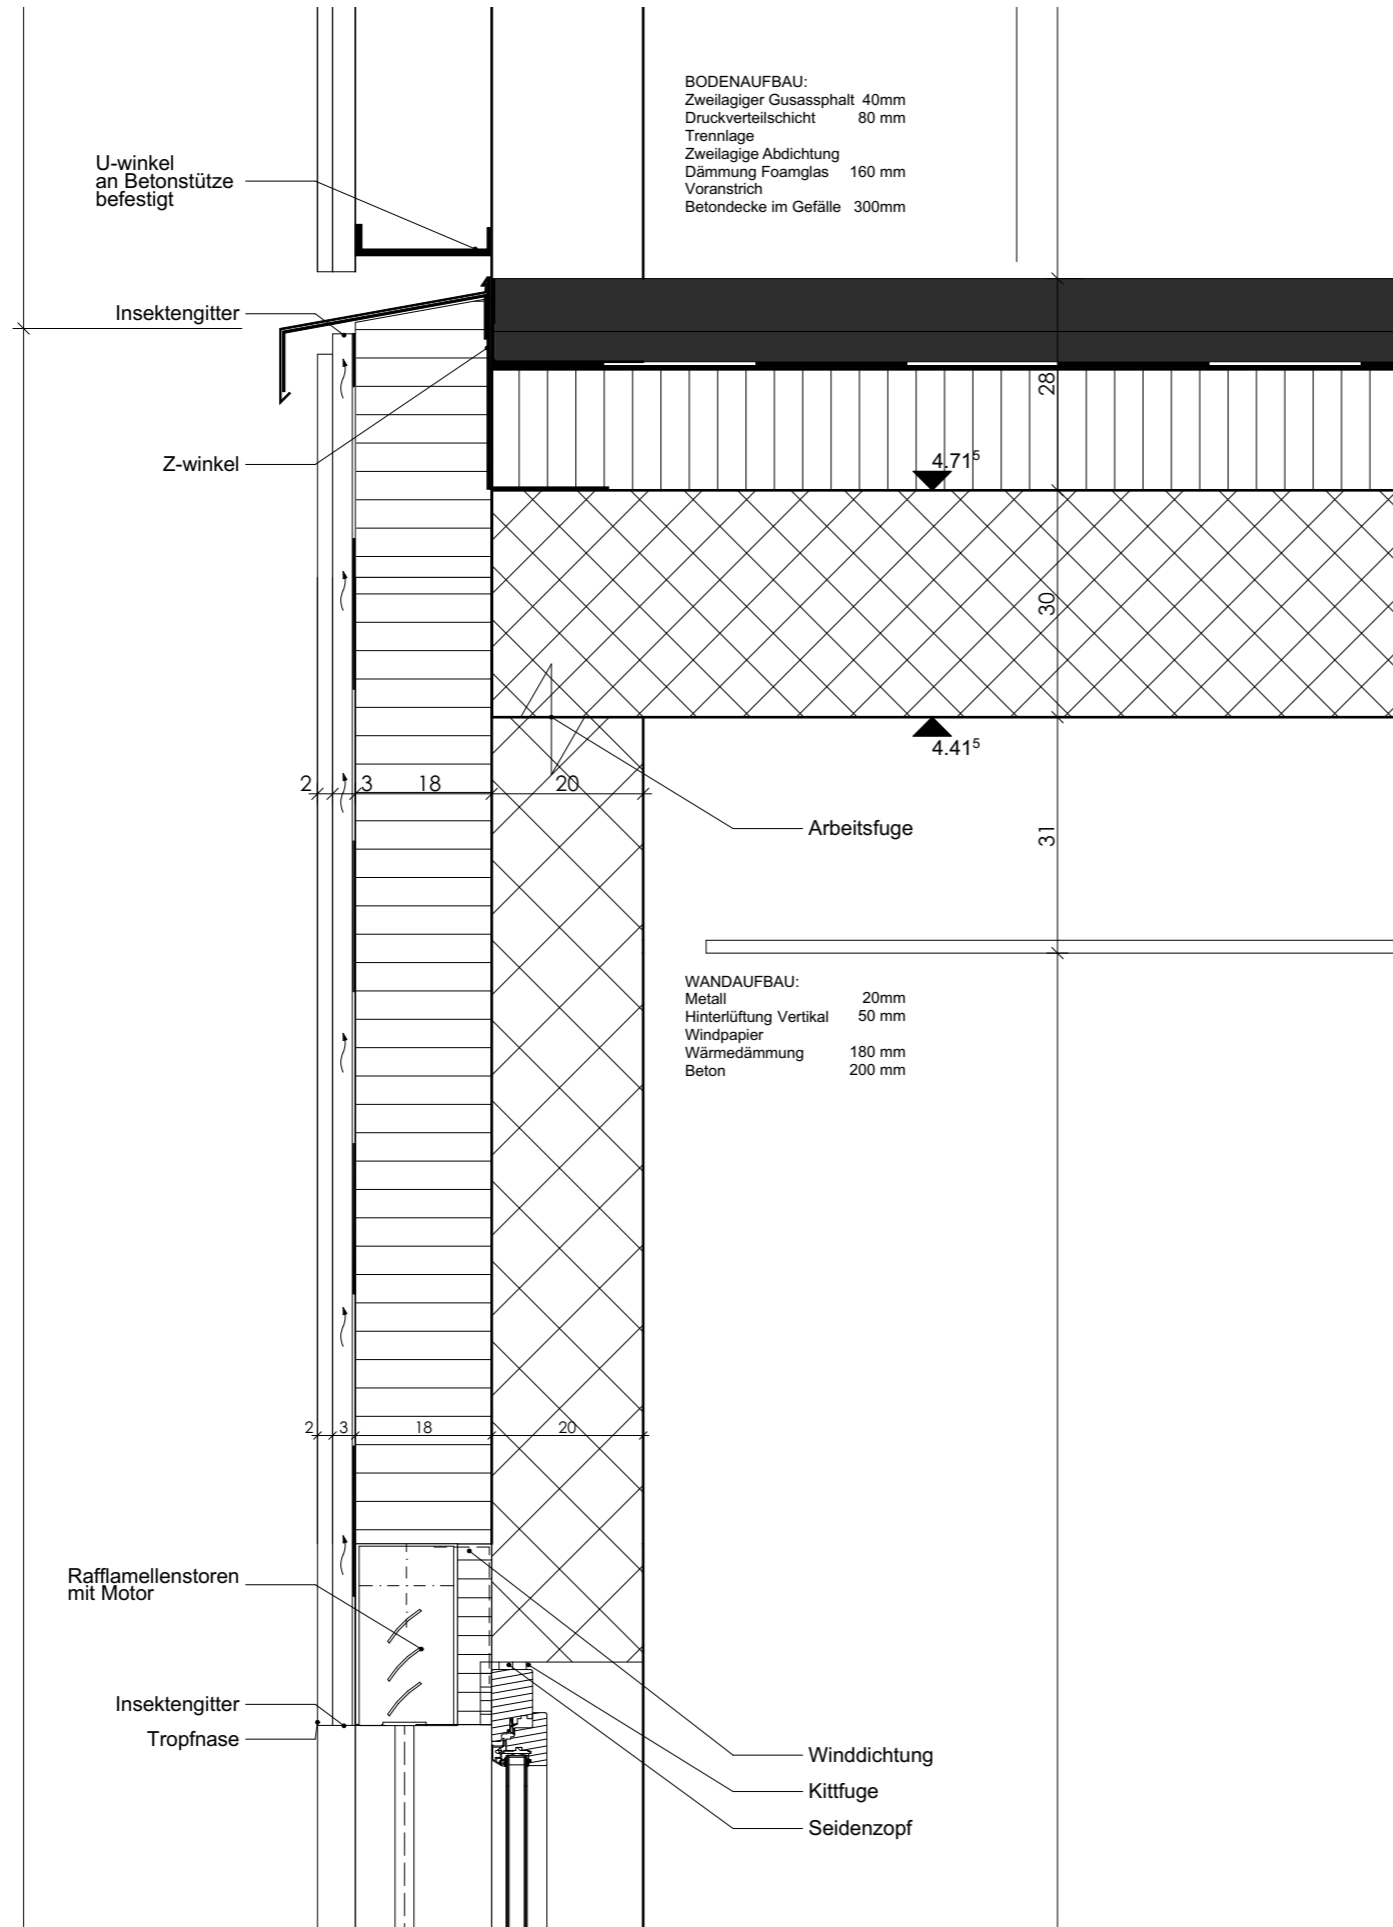 BODENAUFBAU:
Zweilagiger Gusassphalt 40mm
Druckverteilschicht 80 mm
Trennlage
Zweilagige Abdichtung
Dämmung Foamglas 160 mm
Voranstrich
Betondecke im Gefälle 300mm
U-winkel
an Betonstütze
befestigt
Insektengitter
28
Z-winkel
4.71⁵
30
4.41⁵
2 3 18 20
Arbeitsfuge
31
WANDAUFBAU:
Metall 20mm
Hinterlüftung Vertikal 50 mm
Windpapier
Wärmedämmung 180 mm
Beton 200 mm
2 3 18 20
Rafflamellenstoren
mit Motor
Insektengitter
Tropfnase
Winddichtung
Kittfuge
Seidenzopf